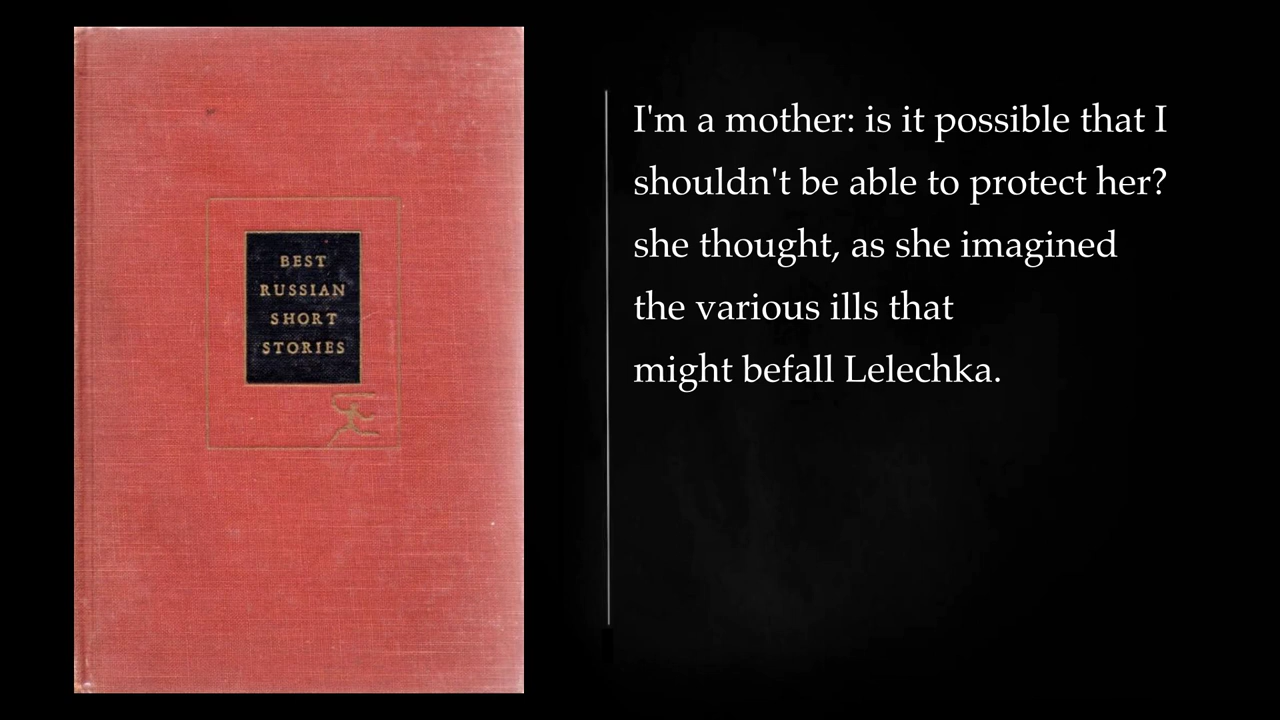 BEST
RUSSIAN
SHORT
STORIES
I'm a mother: is it possible that I
shouldn't be able to protect her?
she thought, as she imagined
the various ills that
might befall Lelechka.